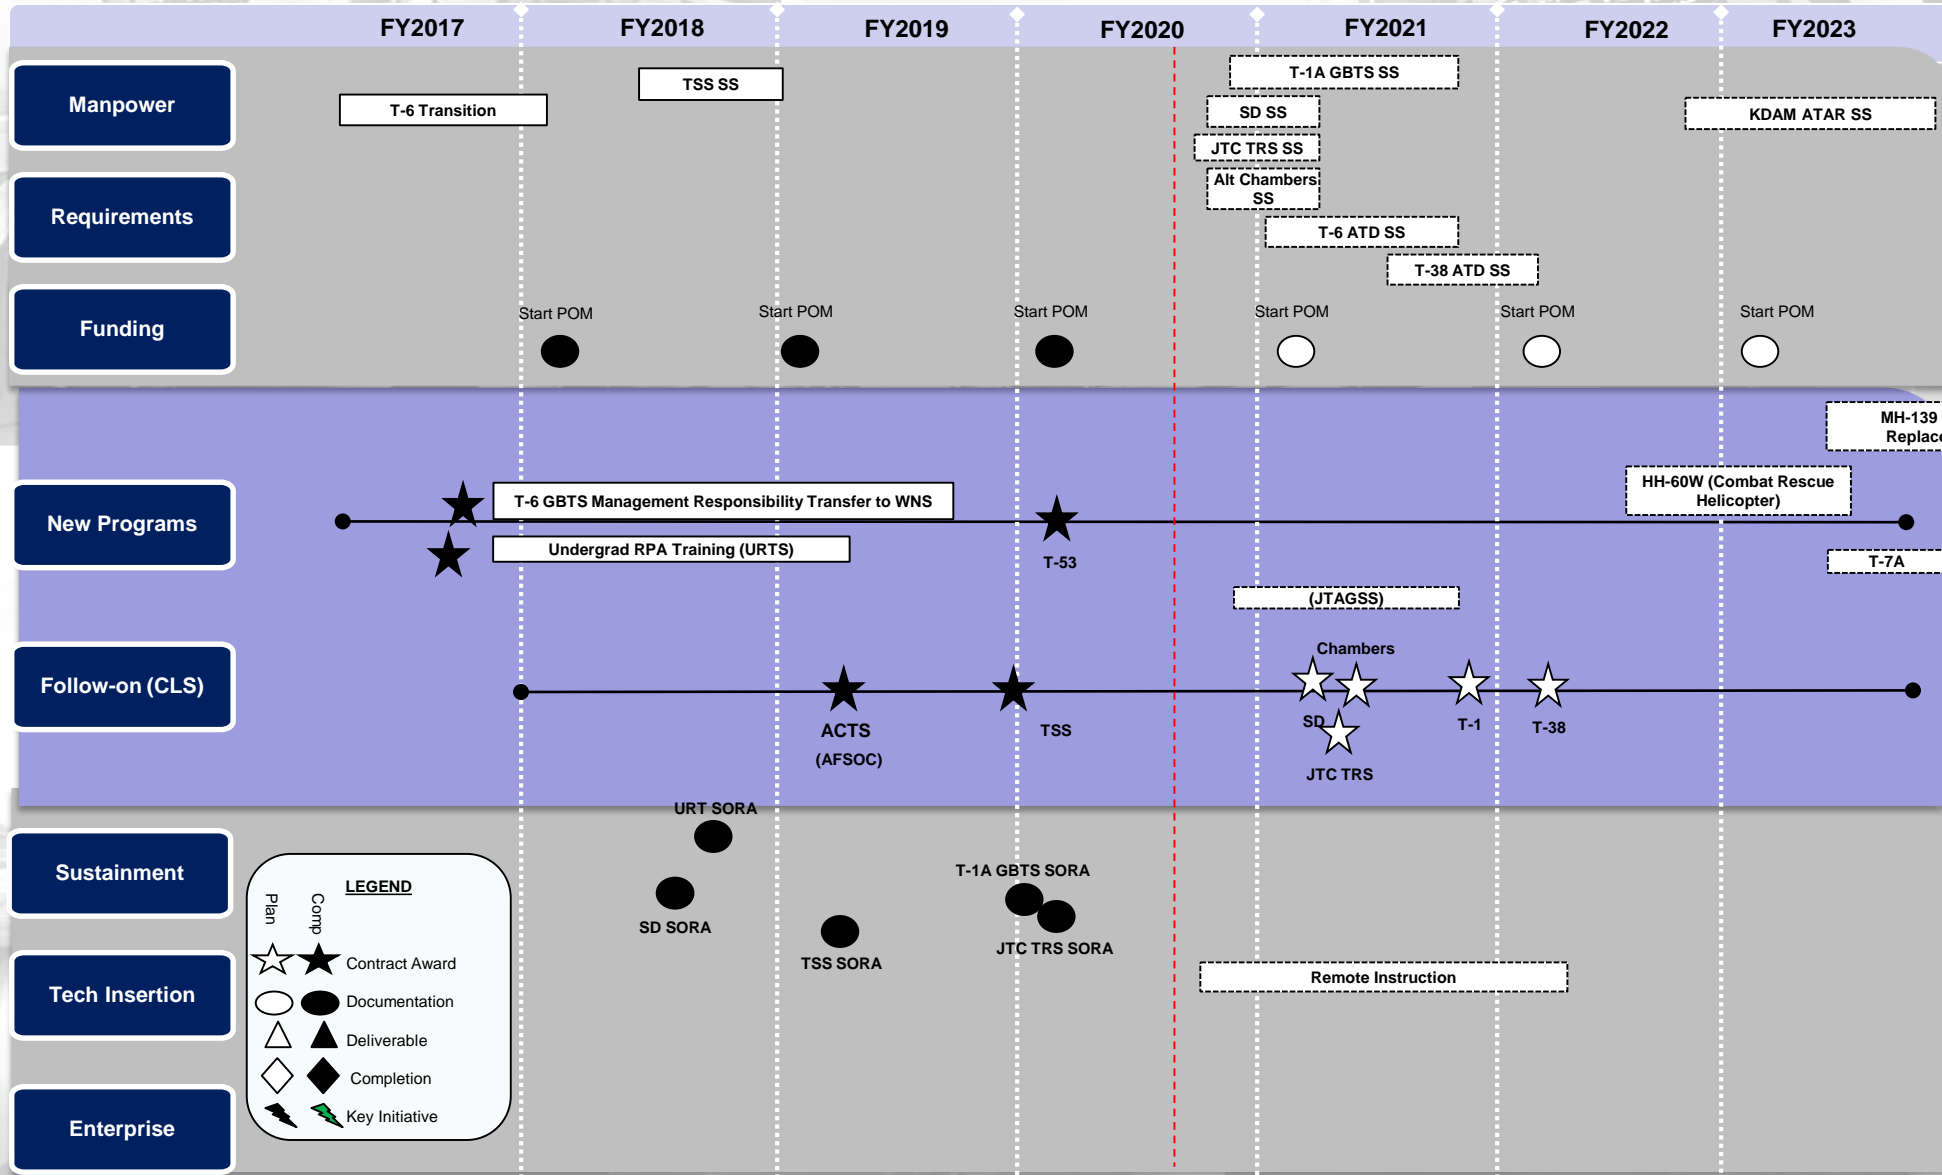 FY2017
FY2018
FY2019
FY2020
FY2021
FY2022
FY2023
Manpower
T-6 Transition
TSS SS
T-1A GBTS SS
SD SS
JTC TRS SS
KDAM ATAR SS
Requirements
Alt Chambers
SS
T-6 ATD SS
T-38 ATD SS
Funding
Start POM
Start POM
Start POM
Start POM
Start POM
Start POM
MH-139
Replace
New Programs
T-6 GBTS Management Responsibility Transfer to WNS
Undergrad RPA Training (URTS)
T-53
HH-60W (Combat Rescue
Helicopter)
T-7A
(JTAGSS)
Follow-on (CLS)
ACTS
(AFSOC)
TSS
Chambers
SD
JTC TRS
T-1
T-38
Sustainment
URT SORA
SD SORA
TSS SORA
T-1A GBTS SORA
JTC TRS SORA
Tech Insertion
Remote Instruction
Enterprise
LEGEND
Plan
Comp
Contract Award
Documentation
Deliverable
Completion
Key Initiative